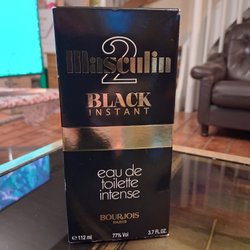 Masculin
2
BLACK
INSTANT
eau de
toilette
intense
BOURJOIS
PARIS
℮ 112 ml 77% Vol 3.7 fl. Oz